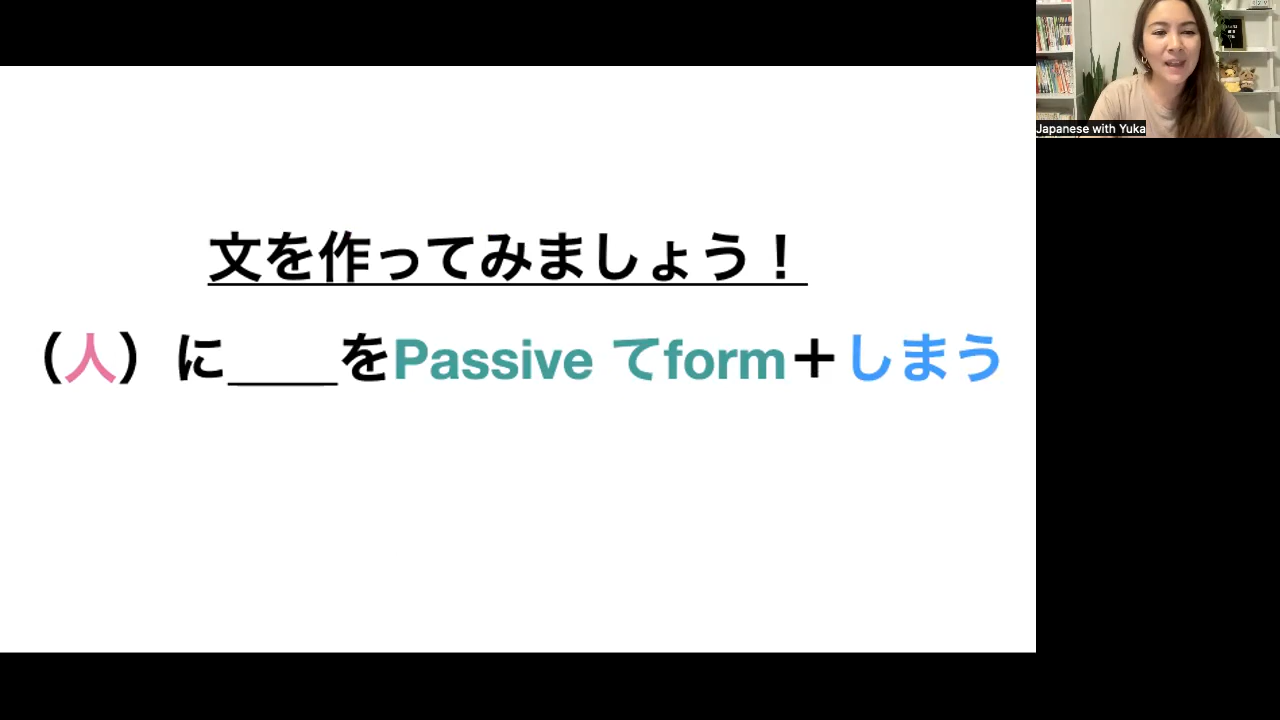 文を作ってみましょう！
（人）に____をPassive てform＋しまう
Japanese with Yuka